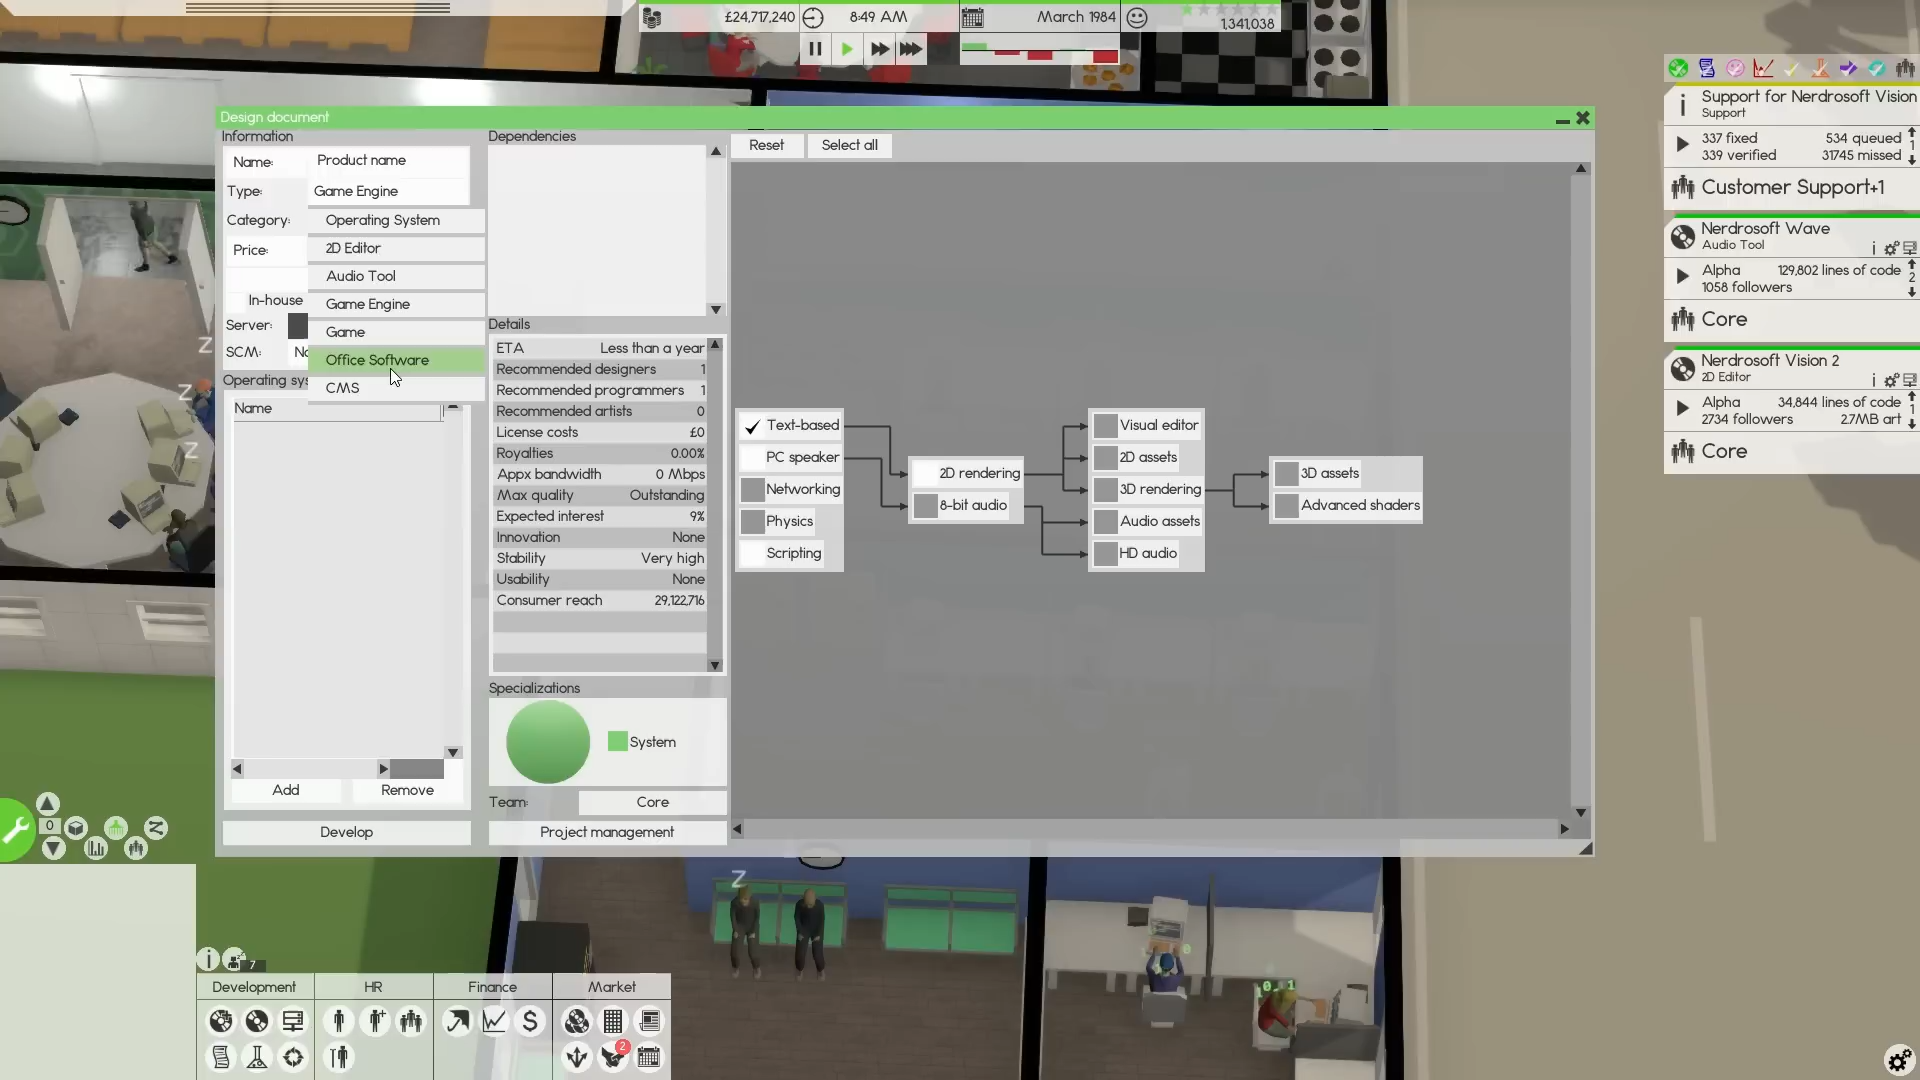 £24,717,240
8:49 AM
March 1984
1,341,038
Design document
Information
Name:
Product name
Type:
Game Engine
Category:
Operating System
2D Editor
Price:
Audio Tool
In-house
Game Engine
Server:
Game
SCM:
Office Software
CMS
Name
Add
Remove
Develop
Dependencies
Details
ETA Less than a year
Recommended designers 1
Recommended programmers 1
Recommended artists 0
License costs £0
Royalties 0.00%
Appx bandwidth 0 Mbps
Max quality Outstanding
Expected interest 9%
Innovation None
Stability Very high
Usability None
Consumer reach 29,122,716
Specializations
System
Team: Core
Project management
Reset
Select all
Text-based
PC speaker
Networking
Physics
Scripting
2D rendering
8-bit audio
Visual editor
2D assets
3D rendering
Audio assets
HD audio
3D assets
Advanced shaders
Support for Nerdrosoft Vision
Support
337 fixed 534 queued
339 verified 31745 missed
1
Customer Support+1
Nerdrosoft Wave
Audio Tool
Alpha 129,802 lines of code
1058 followers
2
Core
Nerdrosoft Vision 2
2D Editor
Alpha 34,844 lines of code
2734 followers 2.7MB art
1
Core
Z
Z
Z
Z
0
7
Development
HR
Finance
Market
2